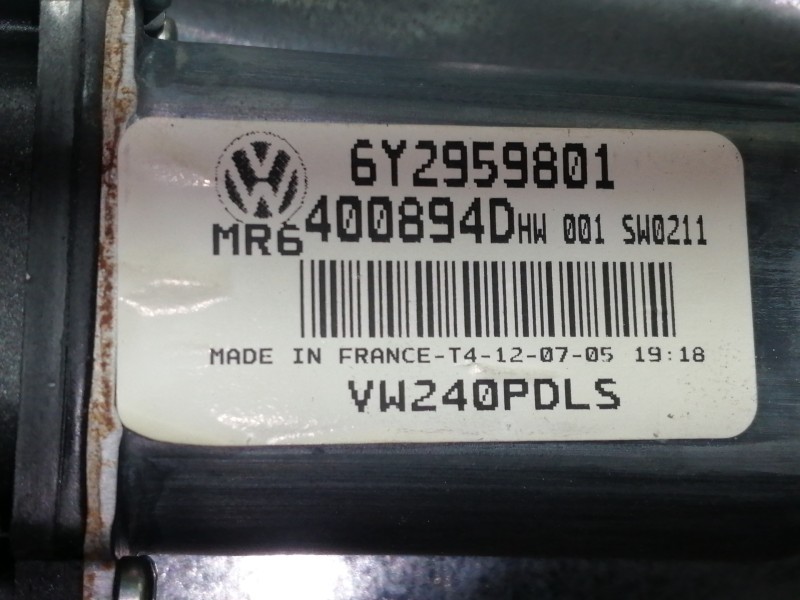 6Y2959801
MR6 400894D HW 001 SW0211
MADE IN FRANCE-T4-12-07-05 19:18
VW240PDLS